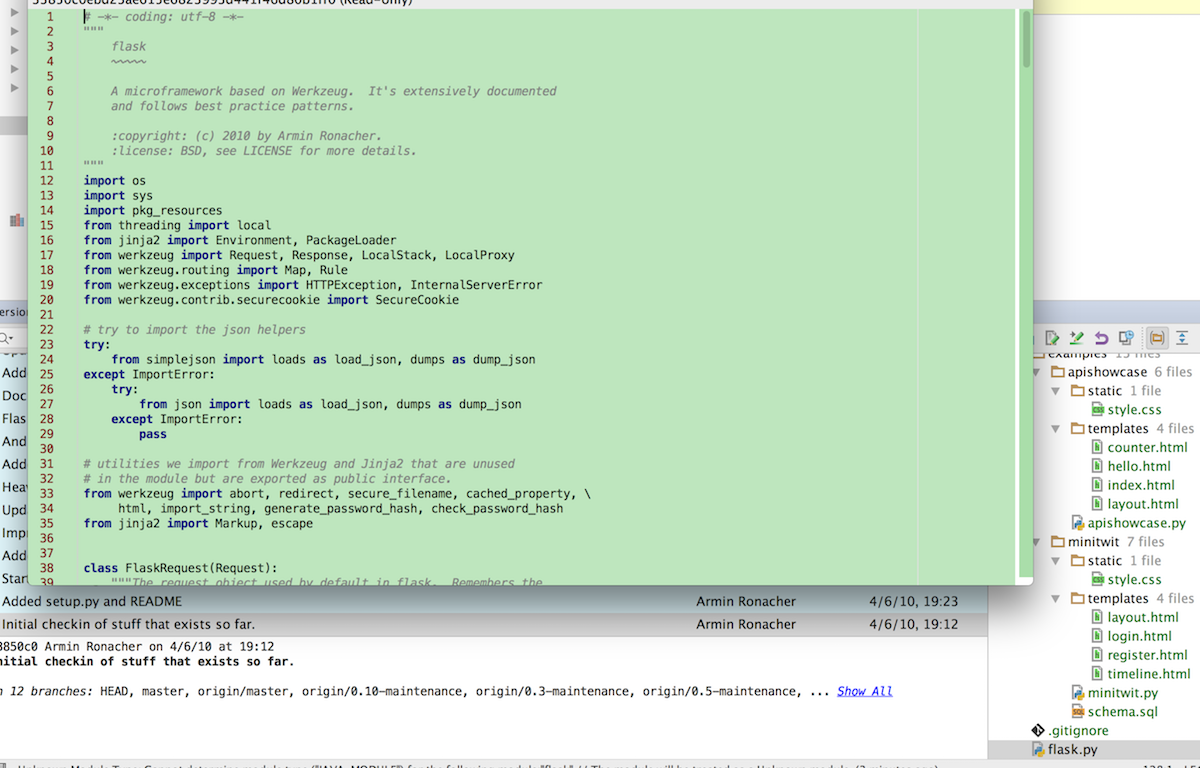 (Read-Only)
1 # -*- coding: utf-8 -*-
2 """
3 flask
4 ~~~~~
5
6 A microframework based on Werkzeug.  It's extensively documented
7 and follows best practice patterns.
8
9 :copyright: (c) 2010 by Armin Ronacher.
10 :license: BSD, see LICENSE for more details.
11 """
12 import os
13 import sys
14 import pkg_resources
15 from threading import local
16 from jinja2 import Environment, PackageLoader
17 from werkzeug import Request, Response, LocalStack, LocalProxy
18 from werkzeug.routing import Map, Rule
19 from werkzeug.exceptions import HTTPException, InternalServerError
20 from werkzeug.contrib.securecookie import SecureCookie
21
22 # try to import the json helpers
23 try:
24 from simplejson import loads as load_json, dumps as dump_json
25 except ImportError:
26 try:
27 from json import loads as load_json, dumps as dump_json
28 except ImportError:
29 pass
30
31 # utilities we import from Werkzeug and Jinja2 that are unused
32 # in the module but are exported as public interface.
33 from werkzeug import abort, redirect, secure_filename, cached_property, \
34 html, import_string, generate_password_hash, check_password_hash
35 from jinja2 import Markup, escape
36
37
38 class FlaskRequest(Request):
39 """The request object used by default in flask.  Remembers the
ersio
Add
Doc
Flas
And
Add
Hea
Upd
Imp
Add
Star
Added setup.py and README Armin Ronacher 4/6/10, 19:23
Initial checkin of stuff that exists so far. Armin Ronacher 4/6/10, 19:12
3850c0 Armin Ronacher on 4/6/10 at 19:12
nitial checkin of stuff that exists so far.
n 12 branches: HEAD, master, origin/master, origin/0.10-maintenance, origin/0.3-maintenance, origin/0.5-maintenance, ... Show All
examples 15 files
apishowcase 6 files
static 1 file
style.css
templates 4 files
counter.html
hello.html
index.html
layout.html
apishowcase.py
minitwit 7 files
static 1 file
style.css
templates 4 files
layout.html
login.html
register.html
timeline.html
minitwit.py
schema.sql
.gitignore
flask.py